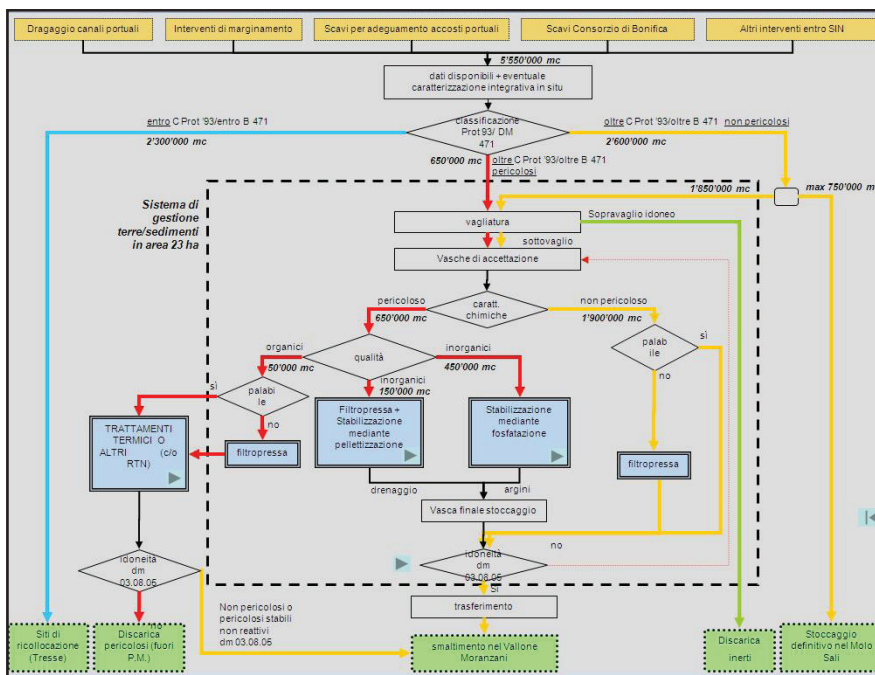 Dragaggio canali portuali
Interventi di marginamento
Scavi per adeguamento accosti portuali
Scavi Consorzio di Bonifica
Altri interventi entro SIN
5'550'000 mc
dati disponibili + eventuale
caratterizzazione integrativa in situ
classificazione
Prot 93/ DM
471
entro C Prot '93/entro B 471
2'300'000 mc
oltre C Prot '93/oltre B 471 non pericolosi
2'600'000 mc
650'000 mc
oltre C Prot '93/oltre B 471
pericolosi
1'850'000 mc
max 750'000 m
Sistema di
gestione
terre/sedimenti
in area 23 ha
vagliatura
Sopravaglio idoneo
sottovaglio
Vasche di accettazione
caratt.
chimiche
pericoloso
650'000 mc
non pericoloso
1'900'000 mc
palab
ile
sì
no
qualità
organici
50'000 mc
inorganici
450'000 mc
inorganici
150'000 mc
sì
palabi
le
no
TRATTAMENTI
TERMICI O
ALTRI (c/o
RTN)
filtropressa
Filtropressa +
Stabilizzazione
mediante
pellettizzazione
Stabilizzazione
mediante
fosfatazione
filtropressa
drenaggio
argini
Vasca finale stoccaggio
idoneità
dm
03.08.05
no
Sì
idoneità
dm
03.08.05
no
trasferimento
Non pericolosi o
pericolosi stabili
non reattivi
dm 03.08.05
Siti di
ricollocazione
(Tresse)
Discarica
pericolosi (fuori
P.M.)
smaltimento nel Vallone
Moranzani
Discarica
inerti
Stoccaggio
definitivo nel Molo
Sali